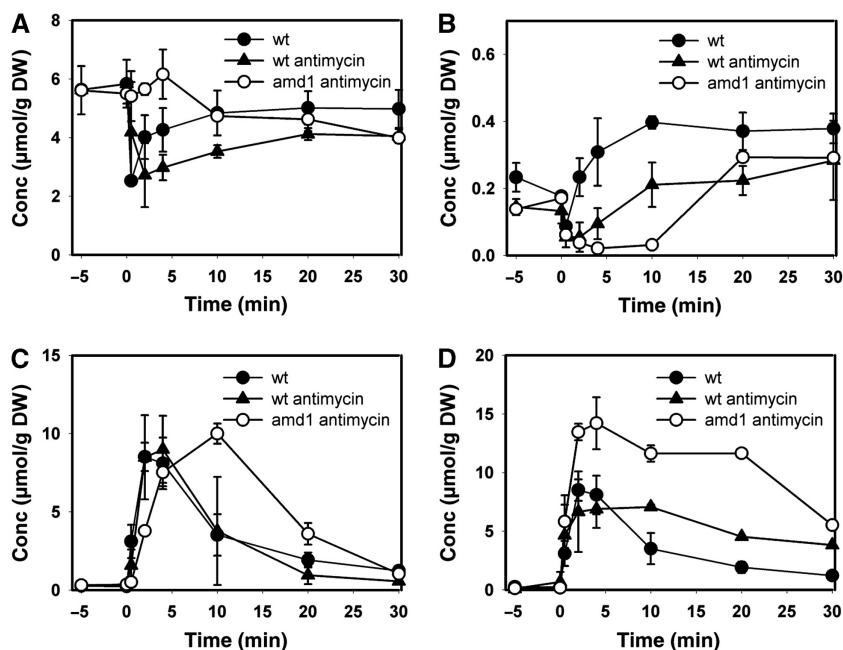 A
8
6
4
2
0
Conc (µmol/g DW)
wt
wt antimycin
amd1 antimycin
–5 0 5 10 15 20 25 30
Time (min)
B
0.6
0.4
0.2
0.0
Conc (µmol/g DW)
wt
wt antimycin
amd1 antimycin
–5 0 5 10 15 20 25 30
Time (min)
C
15
10
5
0
Conc (µmol/g DW)
wt
wt antimycin
amd1 antimycin
–5 0 5 10 15 20 25 30
Time (min)
D
20
15
10
5
0
Conc (µmol/g DW)
wt
wt antimycin
amd1 antimycin
–5 0 5 10 15 20 25 30
Time (min)